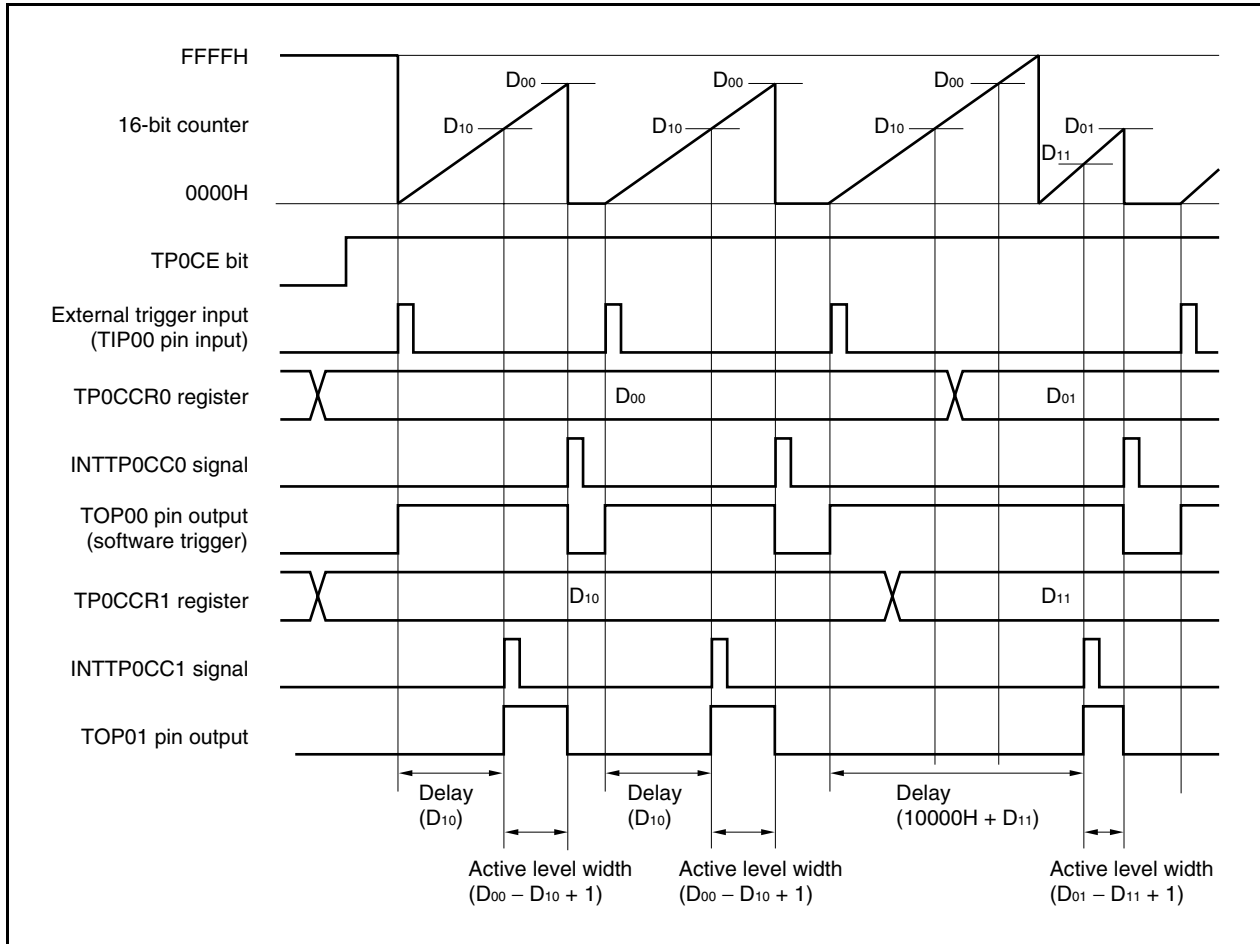 FFFFH
16-bit counter
0000H
D10
D00
D10
D00
D10
D00
D11
D01
TP0CE bit
External trigger input
(TIP00 pin input)
TP0CCR0 register
D00
D01
INTTP0CC0 signal
TOP00 pin output
(software trigger)
TP0CCR1 register
D10
D11
INTTP0CC1 signal
TOP01 pin output
Delay
(D10)
Delay
(D10)
Delay
(10000H + D11)
Active level width
(D00 − D10 + 1)
Active level width
(D00 − D10 + 1)
Active level width
(D01 − D11 + 1)